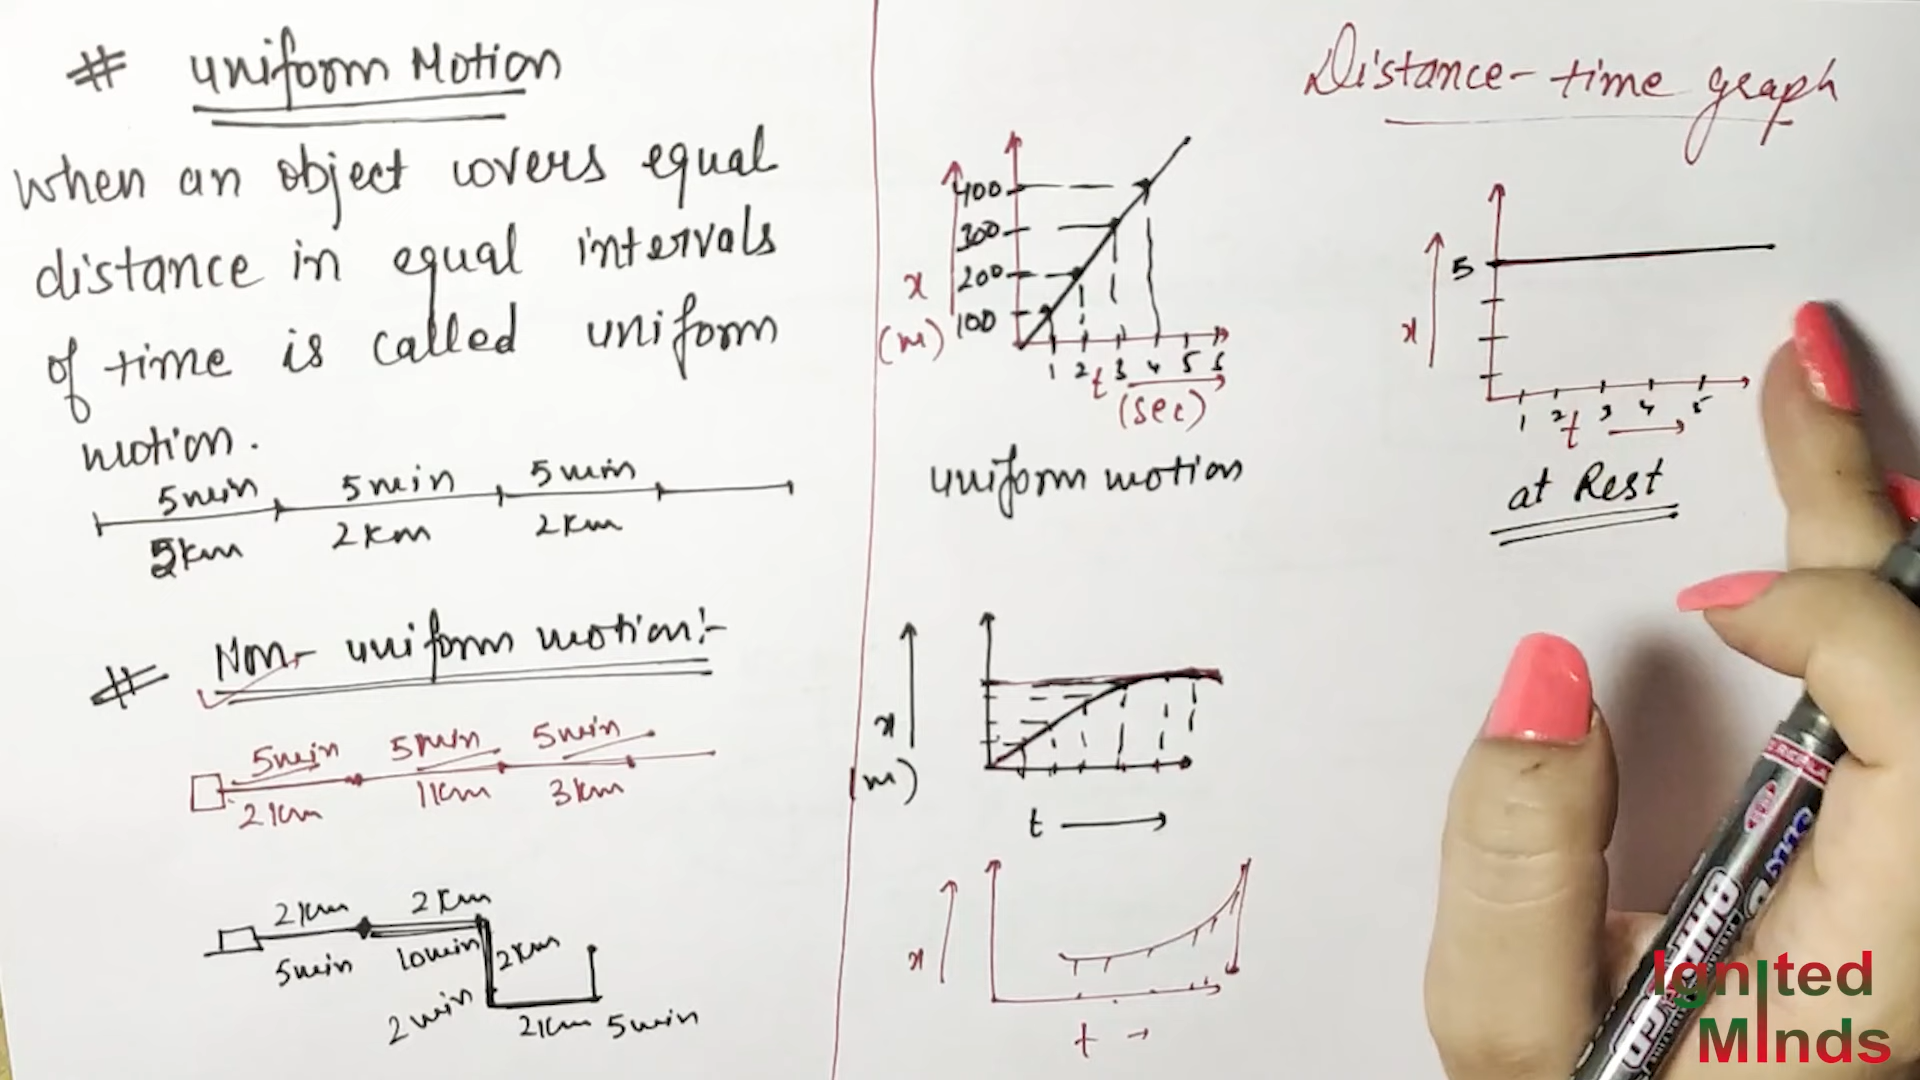 # Uniform Motion
When an object covers equal
distance in equal intervals
of time is called uniform
motion.
5min 5min 5min
2km 2km
# Non- uniform motion:-
5min 5min 5min
2km 1km 3km
2km 2km
5min 10min 2km
2min
2km 5min
Distance-time graph
400
300
x 200
(m) 100
1 2 3 4 5 6
t
(sec)
uniform motion
5
x
1 2 3 4 5
t
at Rest
x
(m)
t
x
t
Ignited
Minds